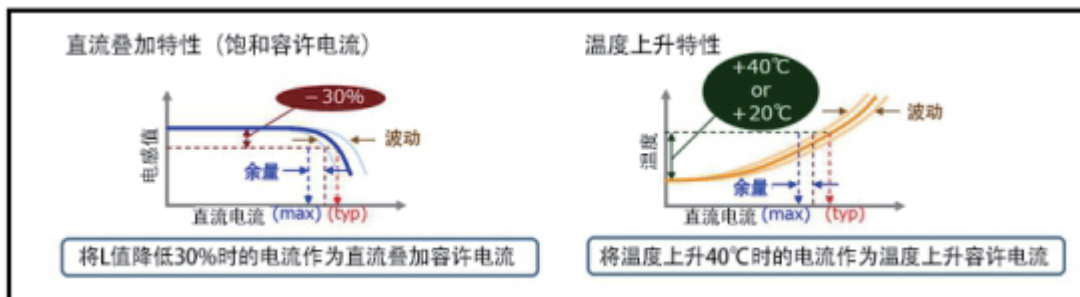 直流叠加特性（饱和容许电流）
－30%
电感值
波动
余量
直流电流 (max) (typ)
将L值降低30%时的电流作为直流叠加容许电流
温度上升特性
+40℃
or
+20℃
温度
波动
余量
直流电流 (max) (typ)
将温度上升40℃时的电流作为温度上升容许电流